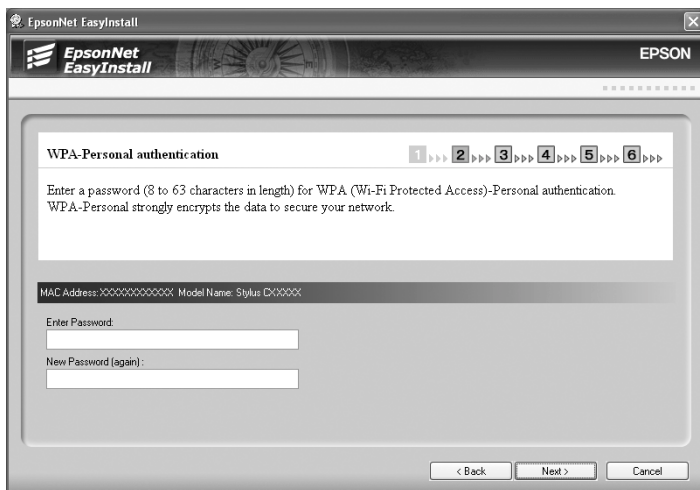 EpsonNet EasyInstall
EpsonNet
EasyInstall
EPSON
WPA-Personal authentication
1 2 3 4 5 6
Enter a password (8 to 63 characters in length) for WPA (Wi-Fi Protected Access)-Personal authentication.
WPA-Personal strongly encrypts the data to secure your network.
MAC Address:XXXXXXXXXXXX Model Name: Stylus CXXXXX
Enter Password:
New Password (again) :
< Back Next > Cancel